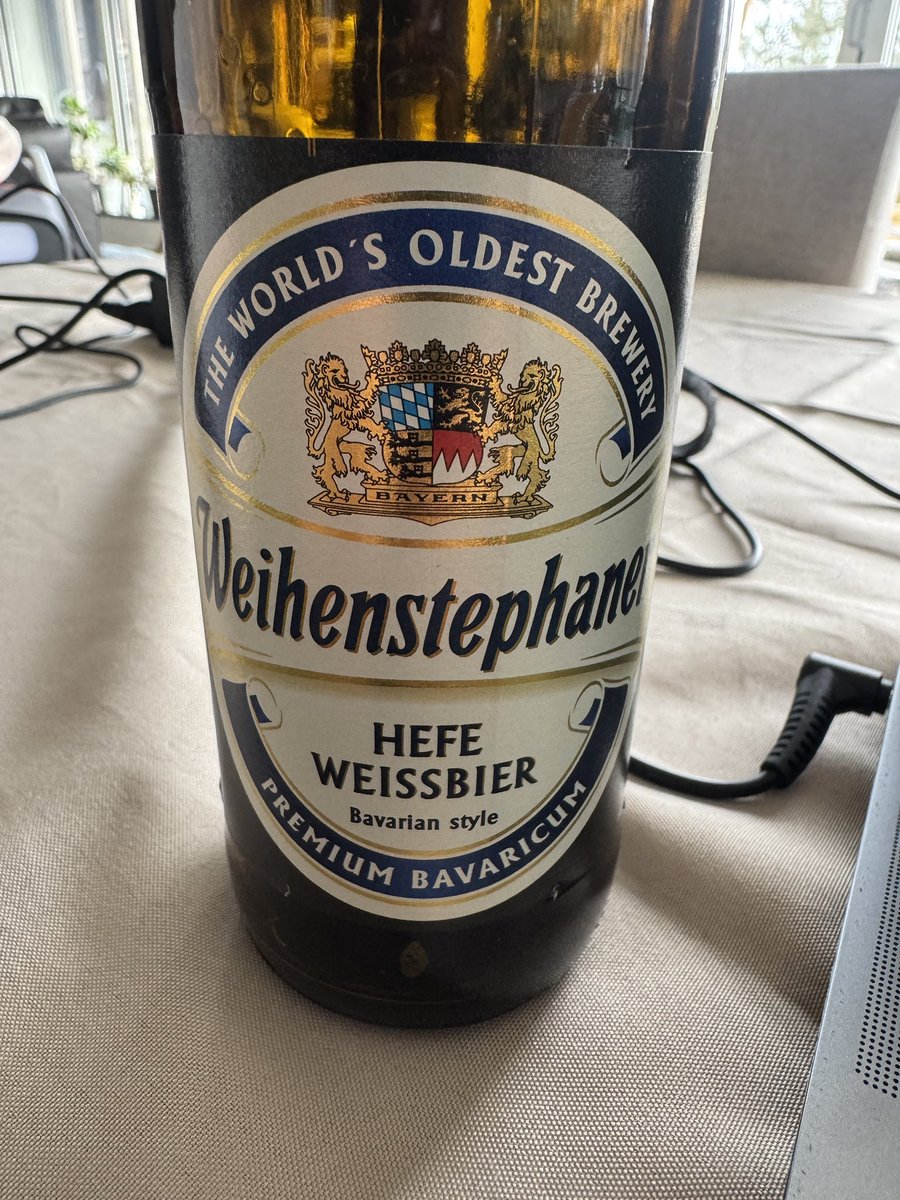 THE WORLD´S OLDEST BREWERY
BAYERN
Weihenstephaner
HEFE
WEISSBIER
Bavarian style
PREMIUM BAVARICUM